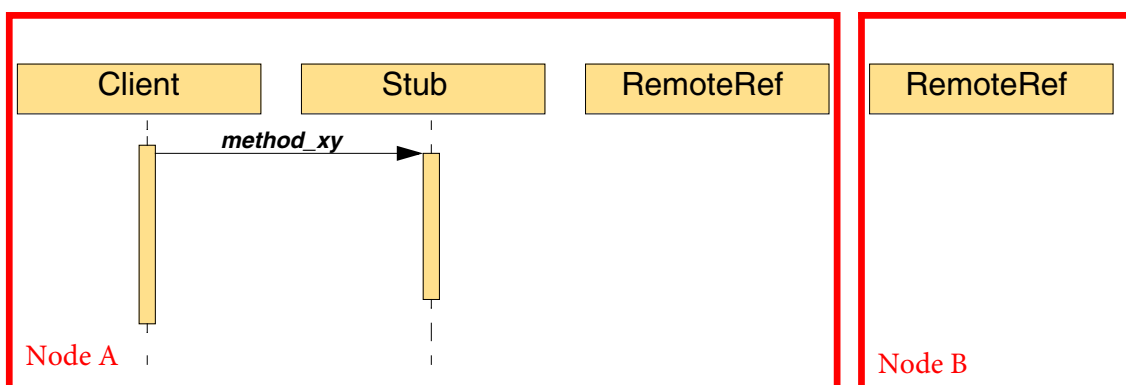 Client
Stub
RemoteRef
RemoteRef
method_xy
Node A
Node B